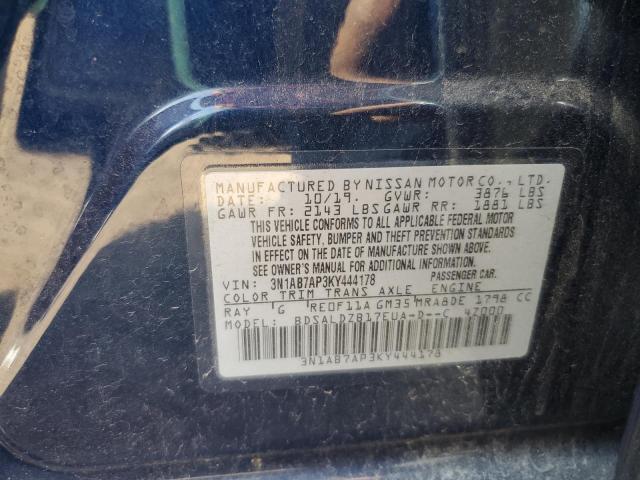 MANUFACTURED BY NISSAN MOTOR CO., LTD.
DATE: 10/19. GVWR: 3876 LBS
GAWR FR: 2143 LBS GAWR RR: 1881 LBS
THIS VEHICLE CONFORMS TO ALL APPLICABLE FEDERAL MOTOR
VEHICLE SAFETY, BUMPER AND THEFT PREVENTION STANDARDS
IN EFFECT ON THE DATE OF MANUFACTURE SHOWN ABOVE.
SEE OWNER'S MANUAL FOR ADDITIONAL INFORMATION.
VIN: 3N1AB7AP3KY444178 PASSENGER CAR.
COLOR TRIM TRANS AXLE ENGINE
RAY G RE0F11A GM35 MRA8DE 1798 CC
MODEL: BDSALDZB17EUA-D--C 4Z000
3N1AB7AP3KY444178